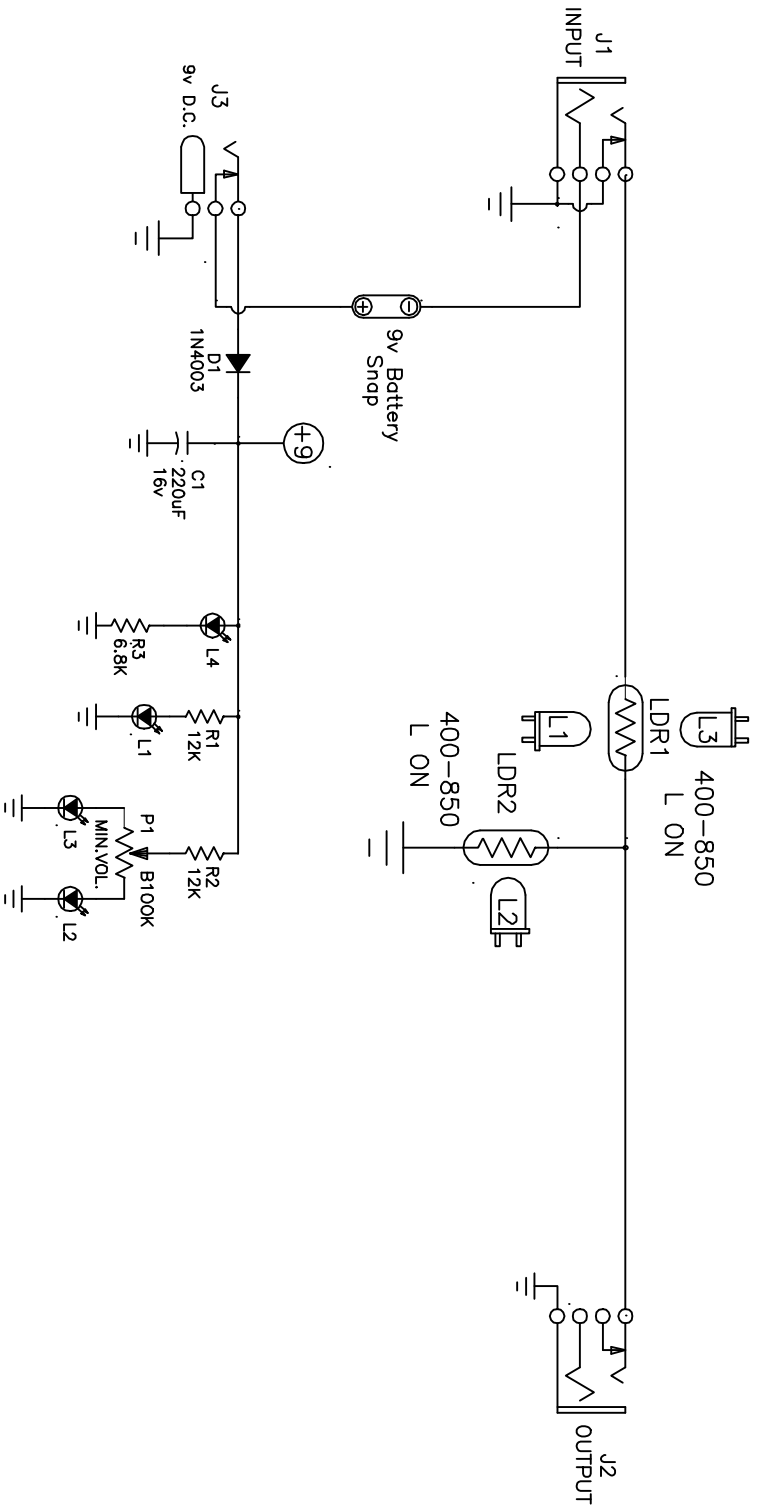 J1
INPUT
LDR1
L3
L1
400-850
L ON
LDR2
400-850
L ON
L2
J2
OUTPUT
9v Battery
Snap
+
-
J3
9v D.C.
D1
1N4003
+9
C1
220uF
16v
L4
R3
6.8K
R1
12K
L1
R2
12K
P1
MIN.VOL.
B100K
L3
L2